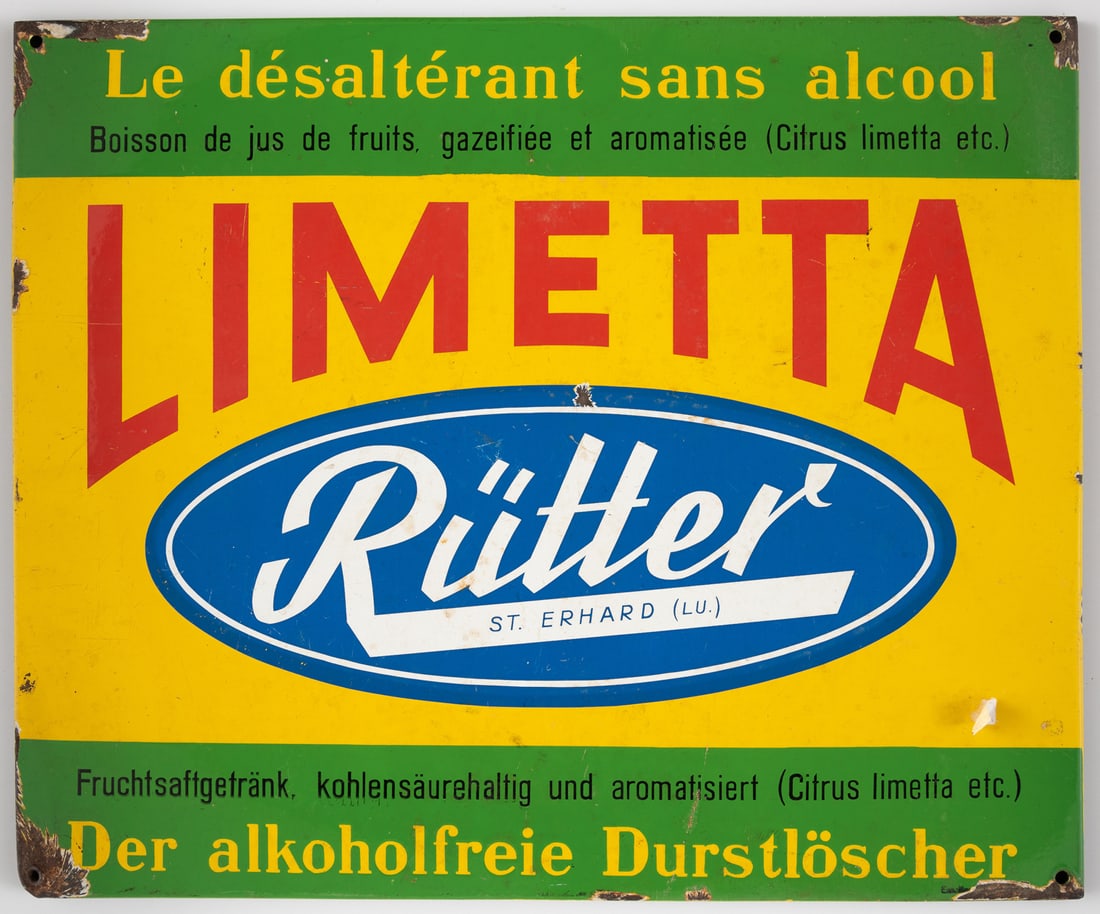 Le désaltérant sans alcool
Boisson de jus de fruits, gazeifiée et aromatisée (Citrus limetta etc.)
LIMETTA
Rütter
ST. ERHARD (LU.)
Fruchtsaftgetränk, kohlensäurehaltig und aromatisiert (Citrus limetta etc.)
Der alkoholfreie Durstlöscher